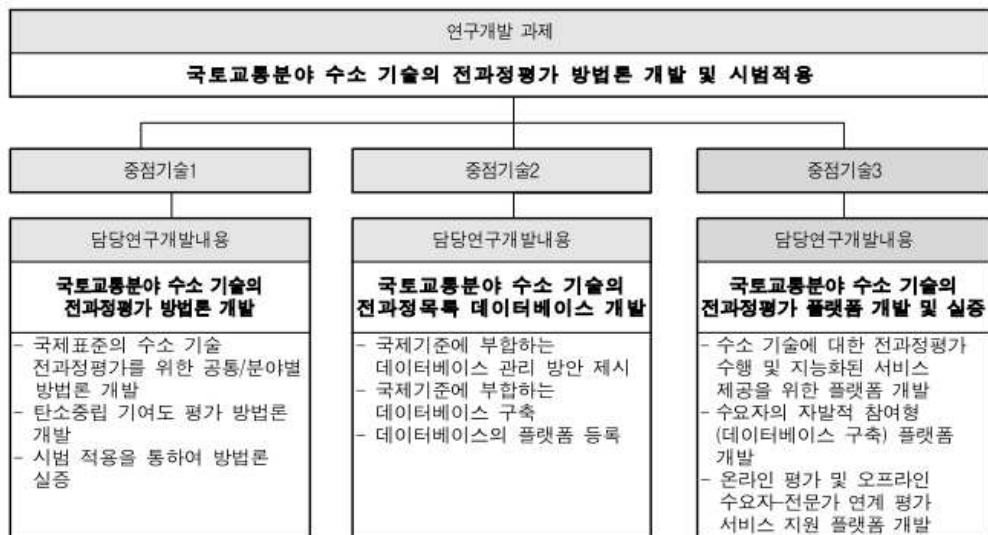 연구개발 과제
국토교통분야 수소 기술의 전과정평가 방법론 개발 및 시범적용
중점기술1
담당연구개발내용
국토교통분야 수소 기술의
전과정평가 방법론 개발
- 국제표준의 수소 기술
전과정평가를 위한 공통/분야별
방법론 개발
- 탄소중립 기여도 평가 방법론
개발
- 시범 적용을 통하여 방법론
실증
중점기술2
담당연구개발내용
국토교통분야 수소 기술의
전과정목록 데이터베이스 개발
- 국제기준에 부합하는
데이터베이스 관리 방안 제시
- 국제기준에 부합하는
데이터베이스 구축
- 데이터베이스의 플랫폼 등록
중점기술3
담당연구개발내용
국토교통분야 수소 기술의
전과정평가 플랫폼 개발 및 실증
- 수소 기술에 대한 전과정평가
수행 및 지능화된 서비스
제공을 위한 플랫폼 개발
- 수요자의 자발적 참여형
(데이터베이스 구축) 플랫폼
개발
- 온라인 평가 및 오프라인
수요자-전문가 연계 평가
서비스 지원 플랫폼 개발